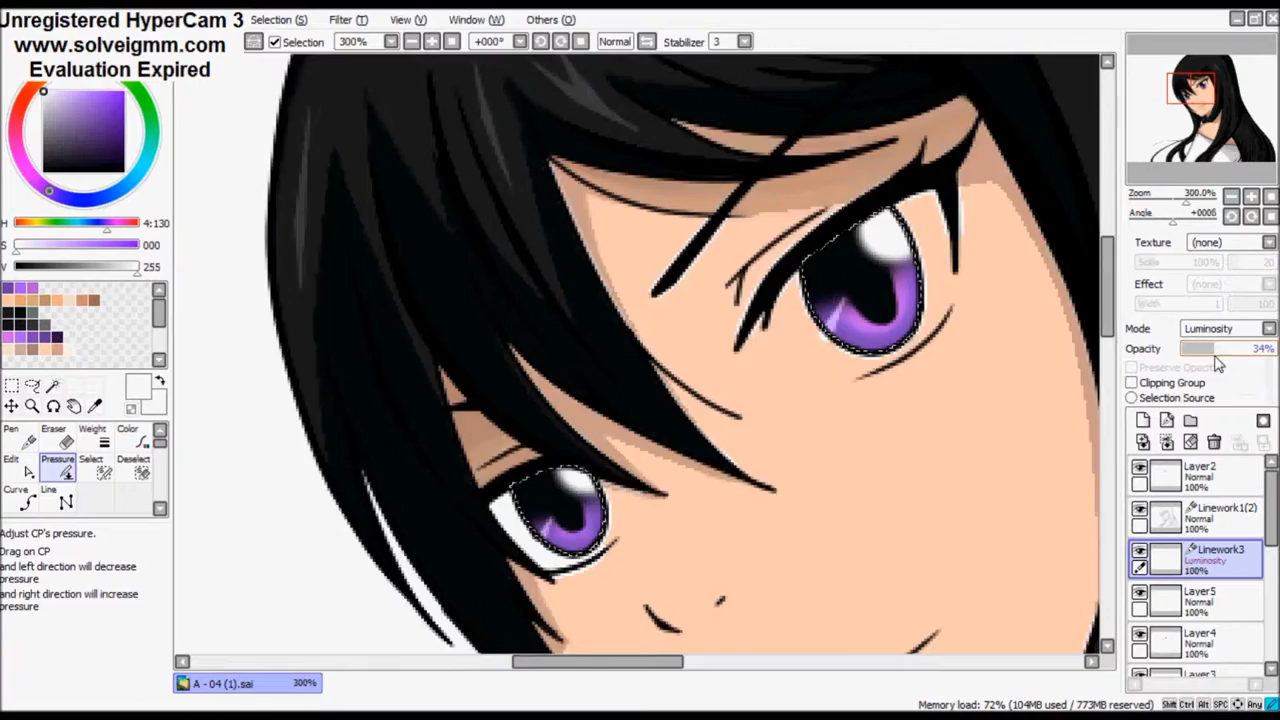 Unregistered HyperCam 3
www.solveigmm.com
Evaluation Expired
Selection (S) Filter (T) View (V) Window (W) Others (O)
Selection 300% +000° Normal Stabilizer 3
H 4:130
S 000
V 255
Pen Eraser Weight Color
Edit Pressure Select Deselect
Curve Line
Adjust CP's pressure.
Drag on CP
and left direction will decrease
pressure
and right direction will increase
pressure
Zoom 300.0%
Angle
Texture (none)
100% 20
Effect (none)
Width 1 100
Mode Luminosity
Opacity 34%
Preserve Opacity
Clipping Group
Selection Source
Layer2
Normal
100%
Linework1(2)
Normal
100%
Linework3
Luminosity
100%
Layer5
Normal
100%
Layer4
Normal
100%
Layer3
A - 04 (1).sai 300%
Memory load: 72% (104MB used / 773MB reserved) Shift Ctrl Alt SPC Any